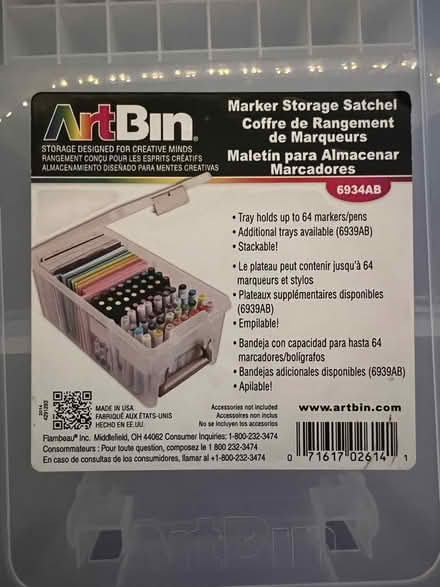 ArtBin®
STORAGE DESIGNED FOR CREATIVE MINDS
RANGEMENT CONÇU POUR LES ESPRITS CRÉATIFS
ALMACENAMIENTO DISEÑADO PARA MENTES CREATIVAS
Marker Storage Satchel
Coffre de Rangement
de Marqueurs
Maletín para Almacenar
Marcadores
6934AB
• Tray holds up to 64 markers/pens
• Additional trays available (6939AB)
• Stackable!
• Le plateau peut contenir jusqu'à 64
marqueurs et stylos
• Plateaux supplémentaires disponibles
(6939AB)
• Empilable!
• Bandeja con capacidad para hasta 64
marcadores/bolígrafos
• Bandejas adicionales disponibles (6939AB)
• Apilable!
MADE IN USA
FABRIQUÉ AUX ÉTATS-UNIS
HECHO EN EE.UU.
Accessories not included
Accessoires non inclus
No se incluyen los accesorios
www.artbin.com
Flambeau® Inc. Middlefield, OH 44062 Consumer Inquiries: 1-800-232-3474
Consommateurs : Pour toute question, composez le 1 800 232-3474
En caso de consultas de los consumidores, llamar al +1-800-232-3474
0 71617 02614 1
ArtBin